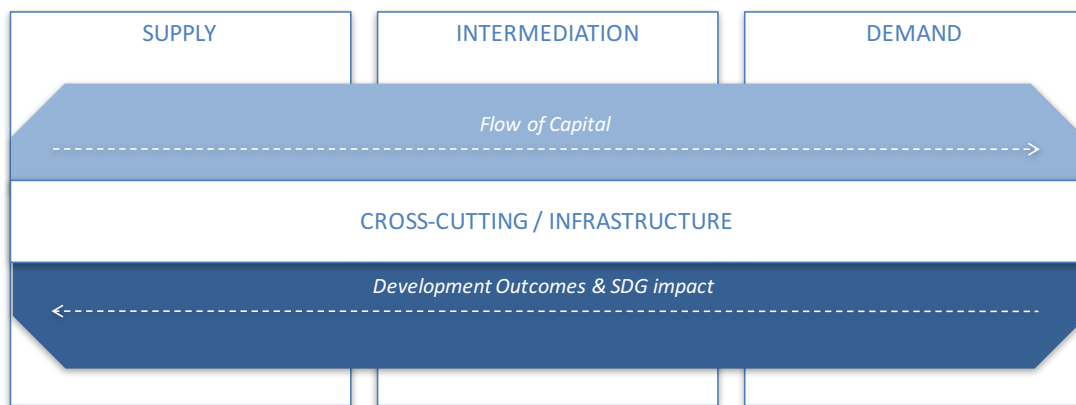 SUPPLY
INTERMEDIATION
DEMAND
Flow of Capital
CROSS-CUTTING / INFRASTRUCTURE
Development Outcomes & SDG impact